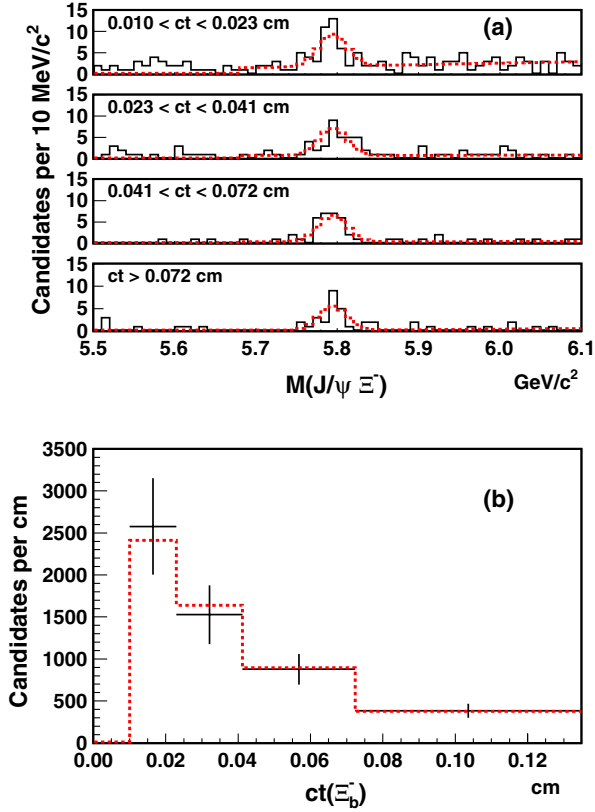 Candidates per 10 MeV/c²
0.010 < ct < 0.023 cm
(a)
15
10
5
0
0.023 < ct < 0.041 cm
15
10
5
0
0.041 < ct < 0.072 cm
15
10
5
0
ct > 0.072 cm
15
10
5
0
5.5 5.6 5.7 5.8 5.9 6.0 6.1
M(J/ψ Ξ⁻) GeV/c²
Candidates per cm
(b)
3500
3000
2500
2000
1500
1000
500
0
0.00 0.02 0.04 0.06 0.08 0.10 0.12
ct(Ξb⁻) cm